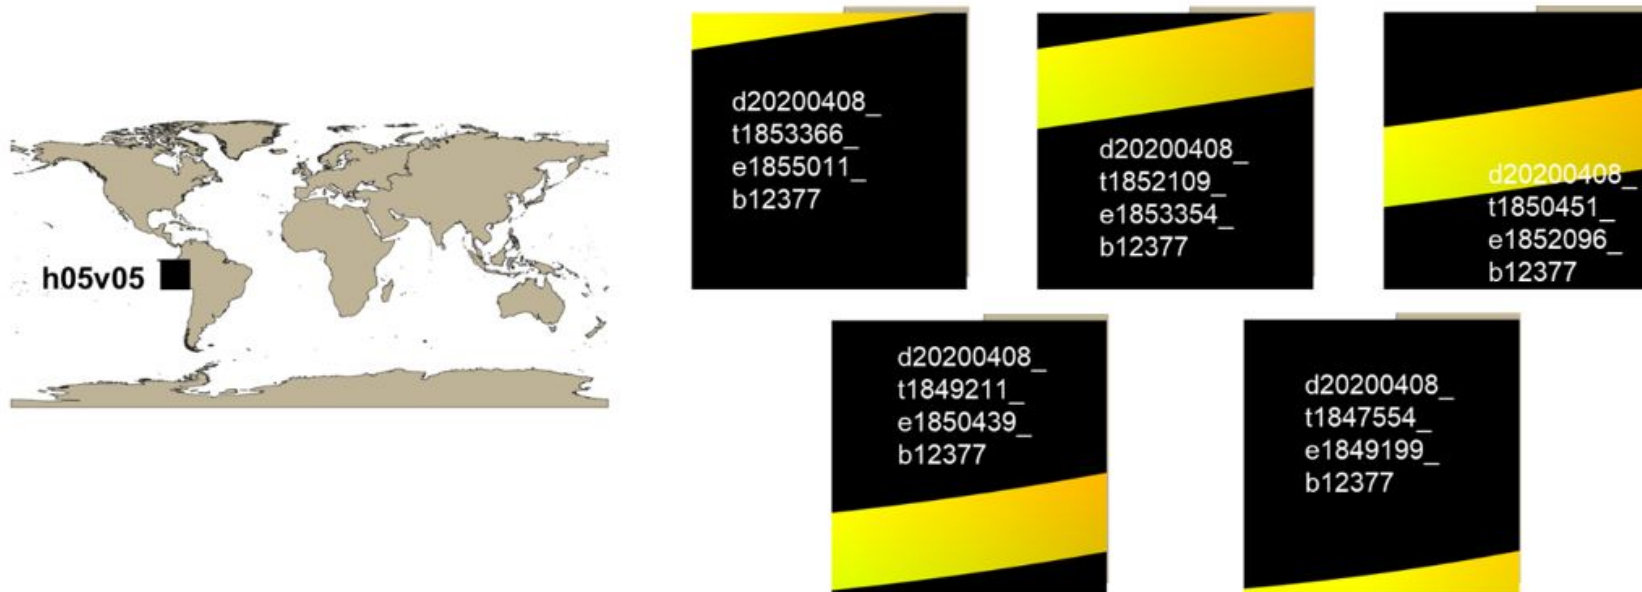 h05v05
d20200408_
t1853366_
e1855011_
b12377
d20200408_
t1852109_
e1853354_
b12377
d20200408_
t1850451_
e1852096_
b12377
d20200408_
t1849211_
e1850439_
b12377
d20200408_
t1847554_
e1849199_
b12377